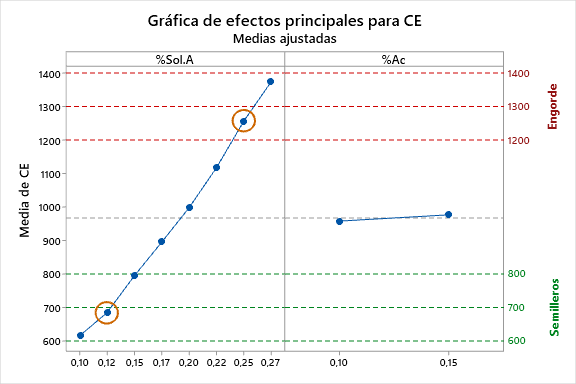 Gráfica de efectos principales para CE
Medias ajustadas
%Sol.A
%Ac
Media de CE
1400
1300
1200
1100
1000
900
800
700
600
0,10 0,12 0,15 0,17 0,20 0,22 0,25 0,27
0,10 0,15
1400
1300
1200
Engorde
800
700
600
Semilleros